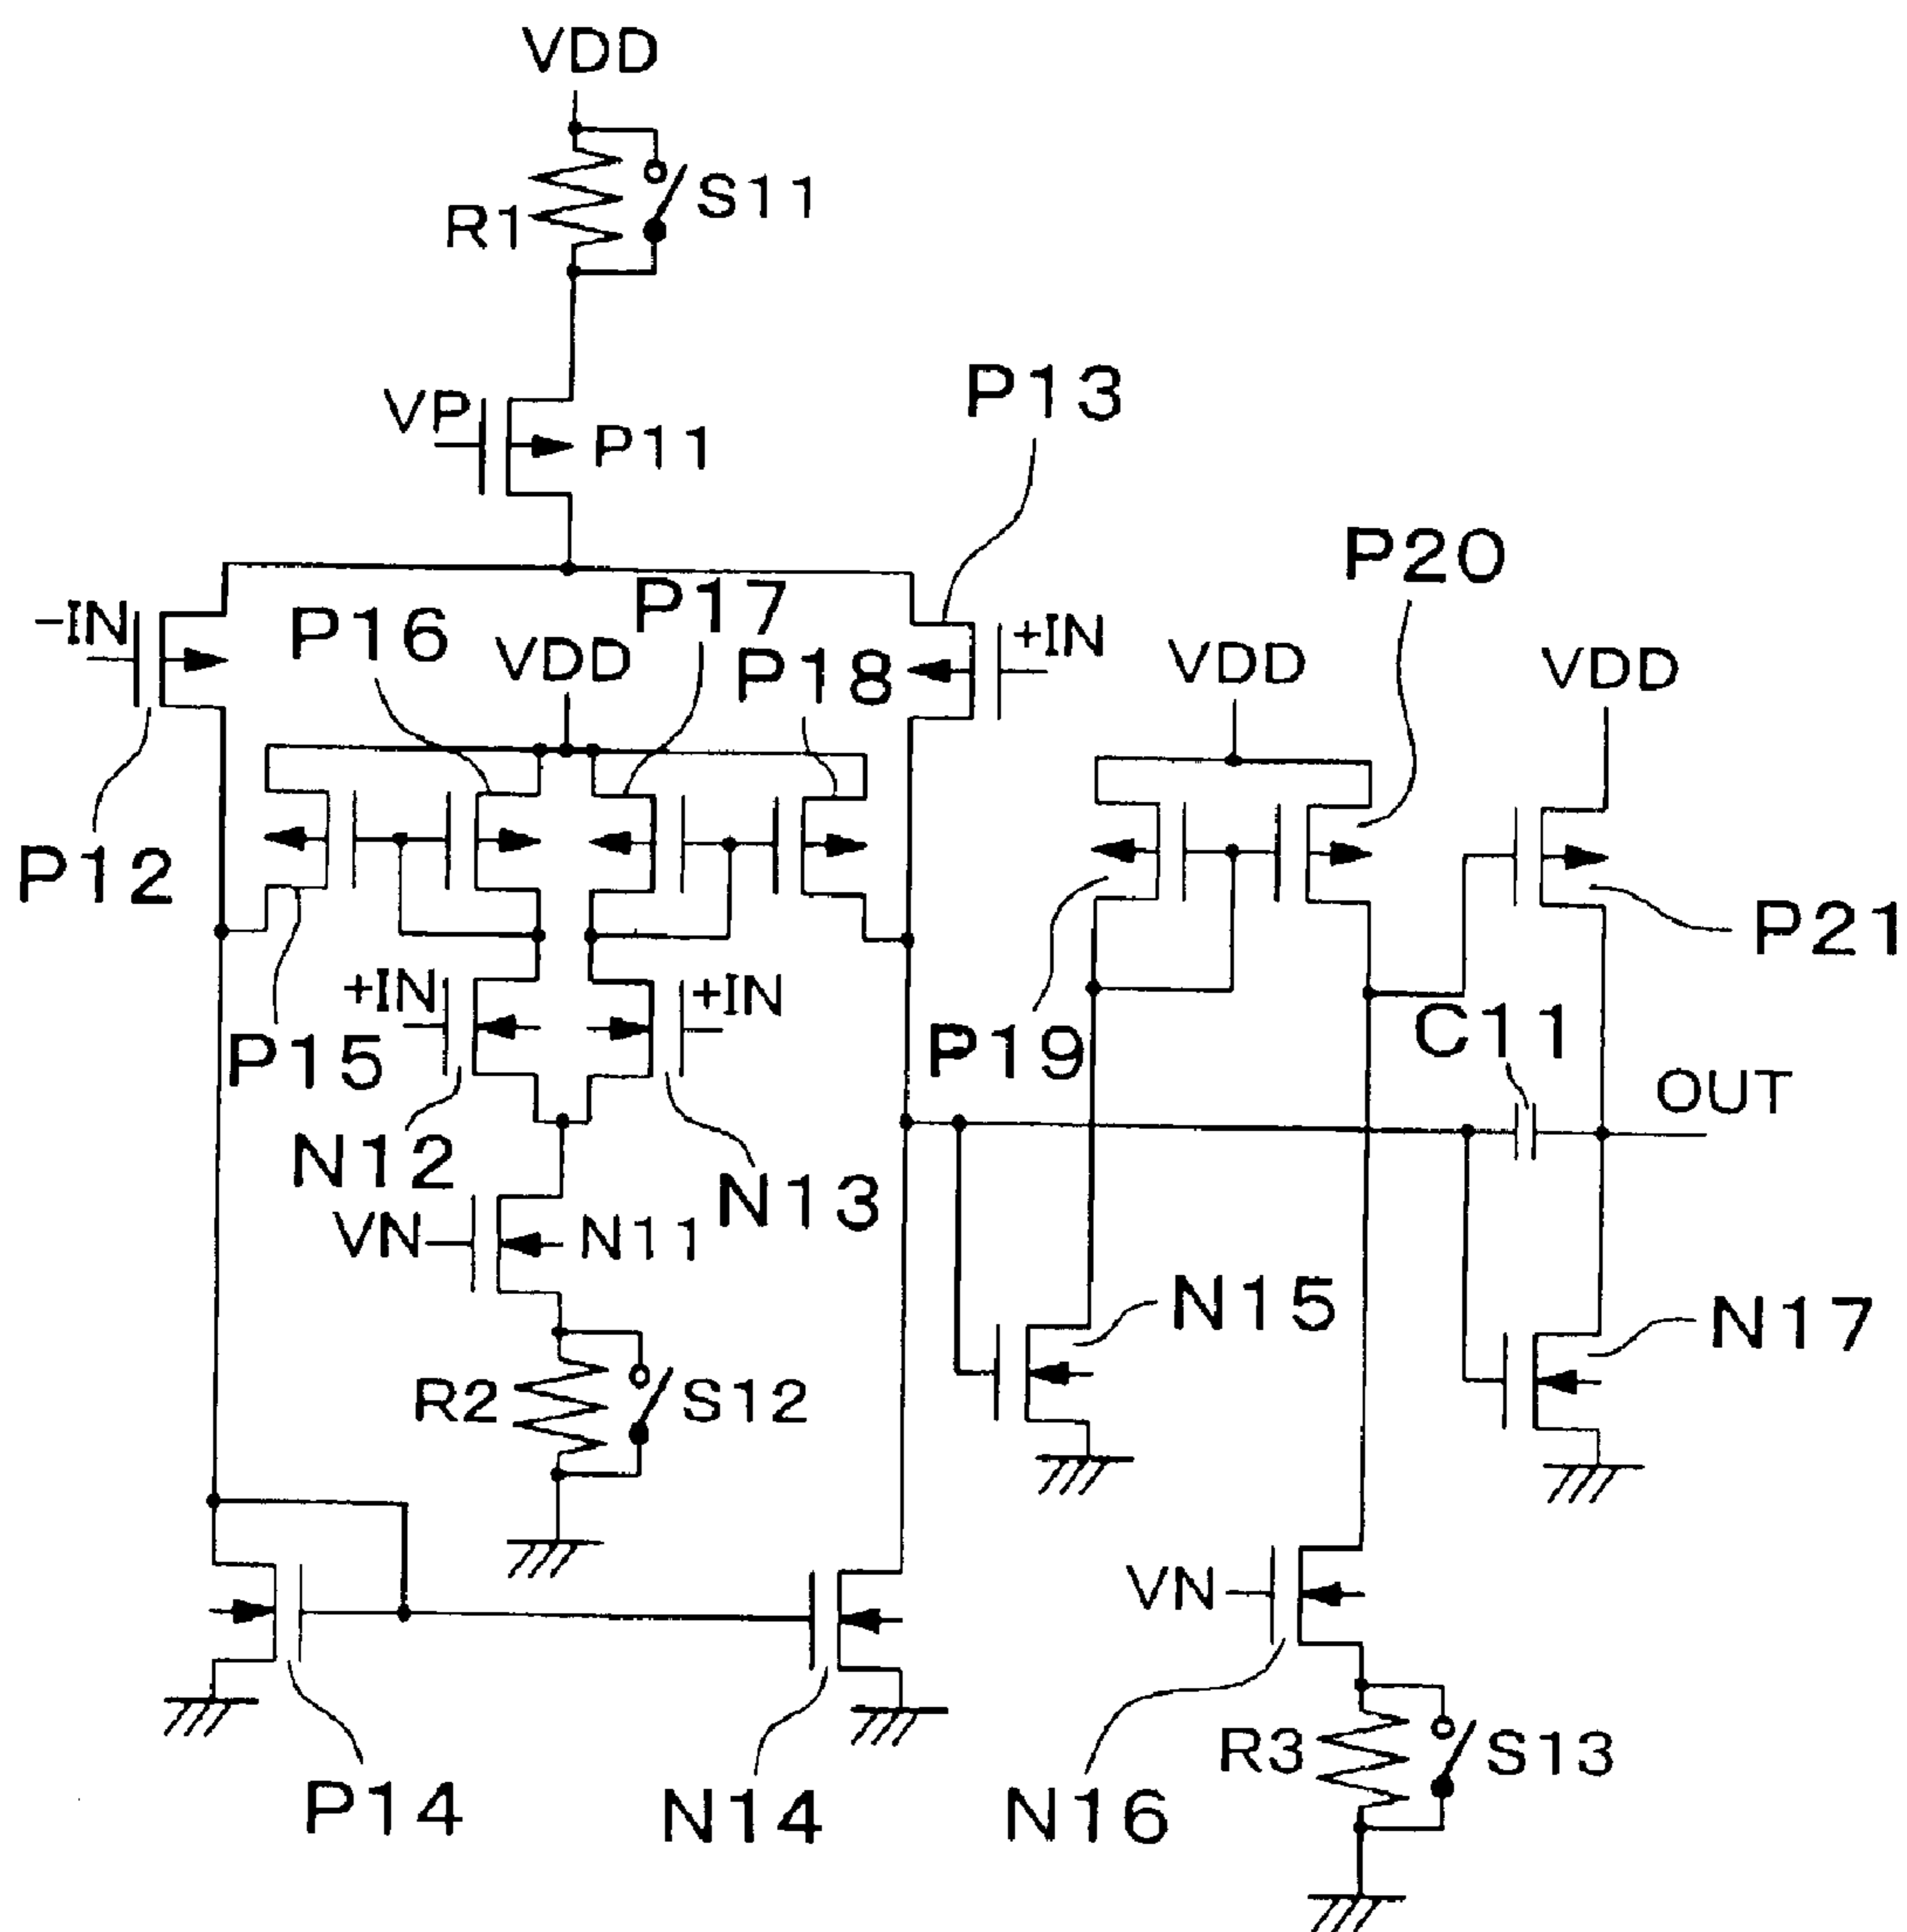 VDD
R1
S11
VP
P11
P13
P20
-IN
P16
P17
VDD
P18
+IN
VDD
VDD
P12
P21
+IN
+IN
P15
P19
C11
OUT
N12
N13
VN
N11
N15
N17
R2
S12
VN
P14
N14
N16
R3
S13